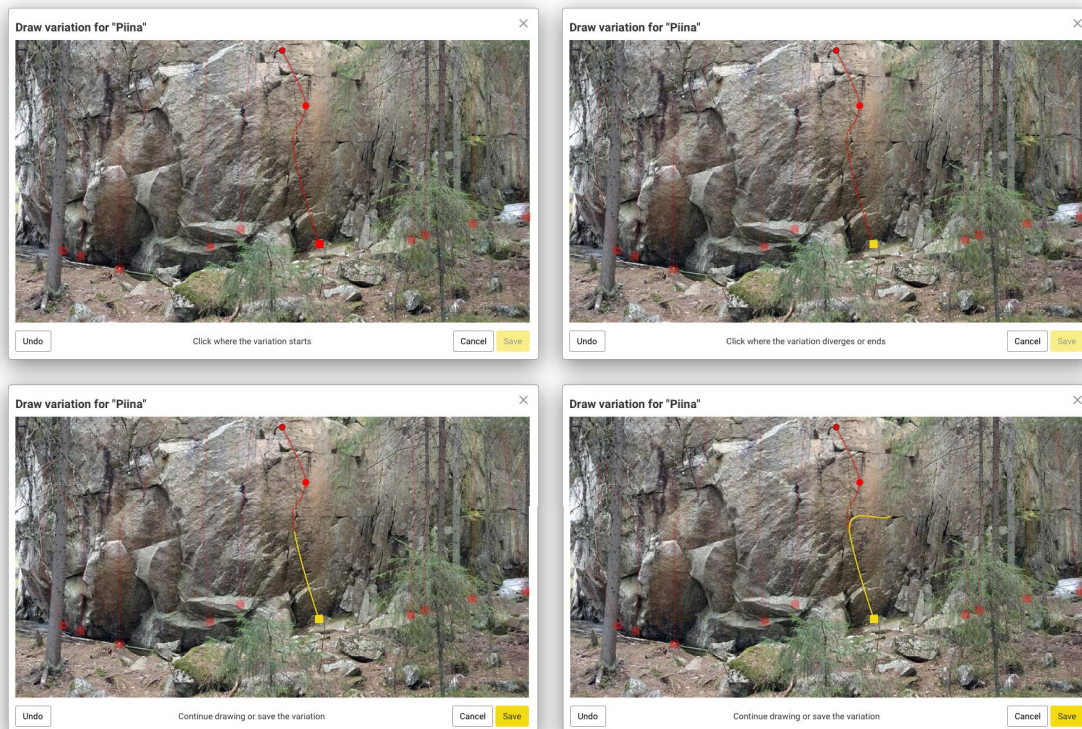 Draw variation for "Piina"
Undo
Click where the variation starts
Cancel
Save
Draw variation for "Piina"
Undo
Click where the variation diverges or ends
Cancel
Save
Draw variation for "Piina"
Undo
Continue drawing or save the variation
Cancel
Save
Draw variation for "Piina"
Undo
Continue drawing or save the variation
Cancel
Save